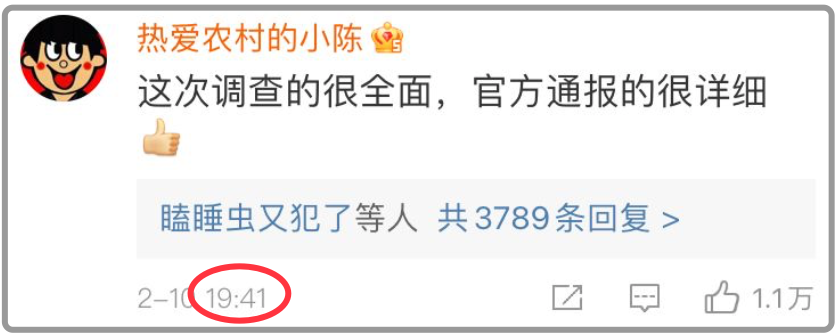 热爱农村的小陈
这次调查的很全面，官方通报的很详细
瞌睡虫又犯了等人 共3789条回复 >
2-10 19:41 1.1万